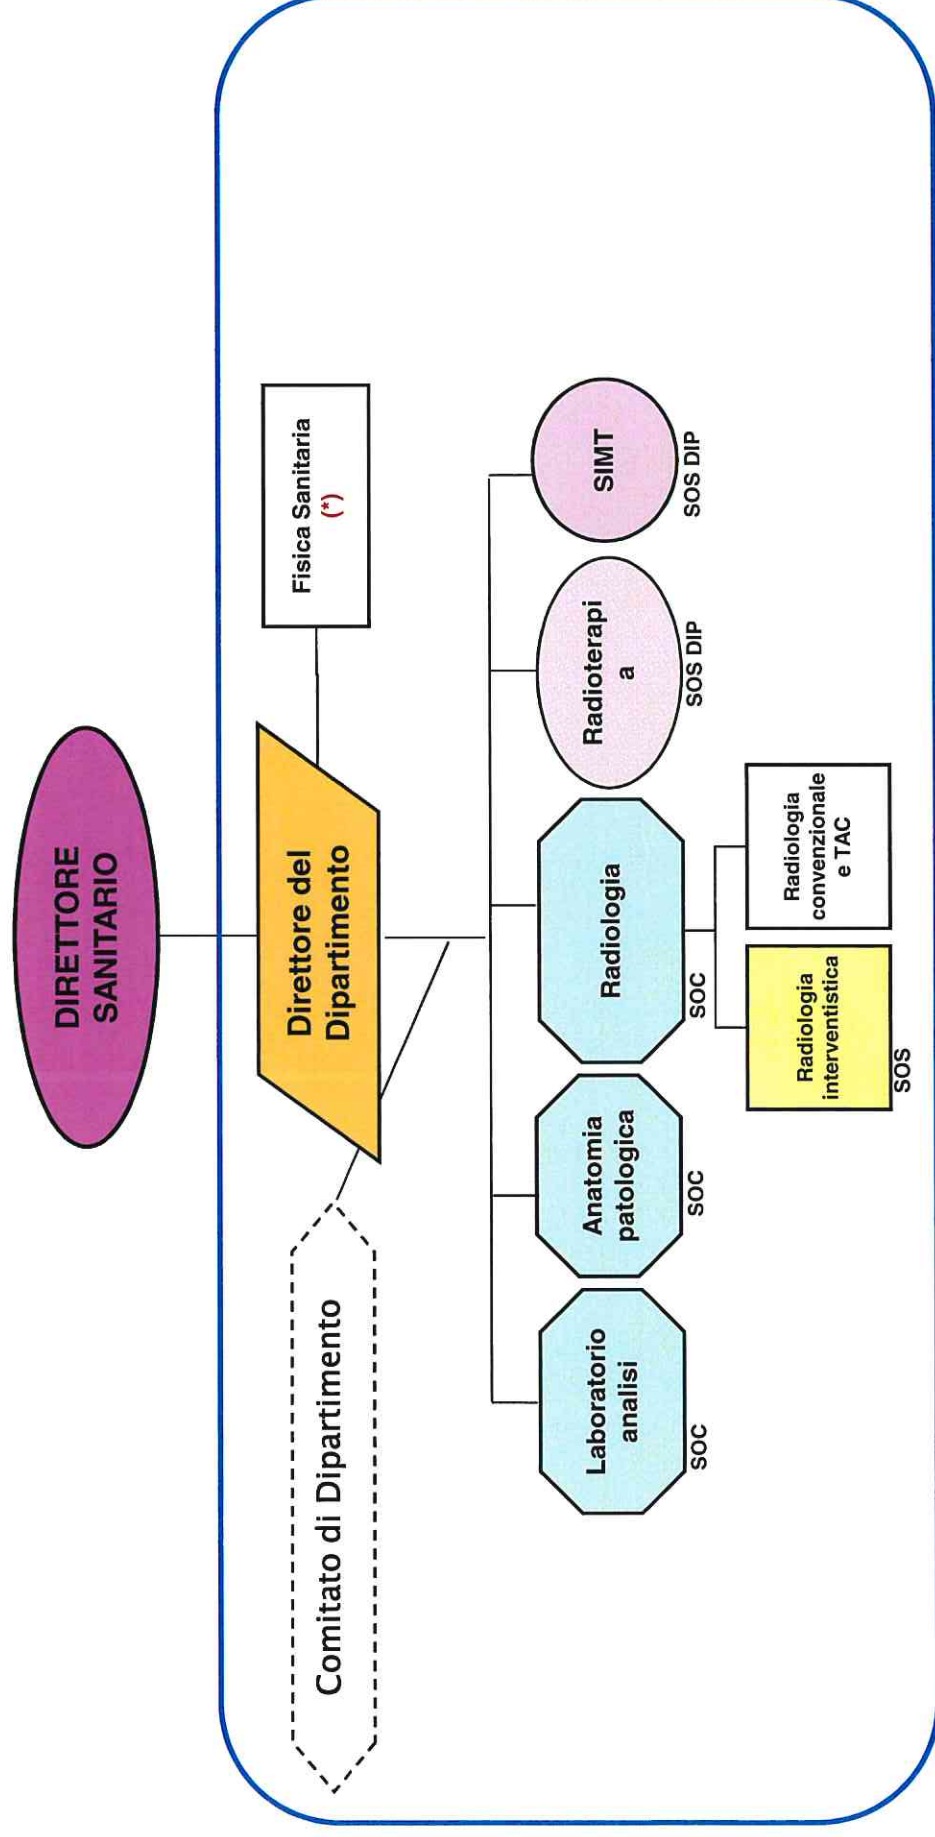 DIRETTORE
SANITARIO
Comitato di Dipartimento
Direttore del
Dipartimento
Fisica Sanitaria
(*)
Laboratorio
analisi
SOC
Anatomia
patologica
SOC
Radiologia
SOC
Radioterapi
a
SOS DIP
SIMT
SOS DIP
Radiologia
interventistica
SOS
Radiologia
convenzionale
e TAC